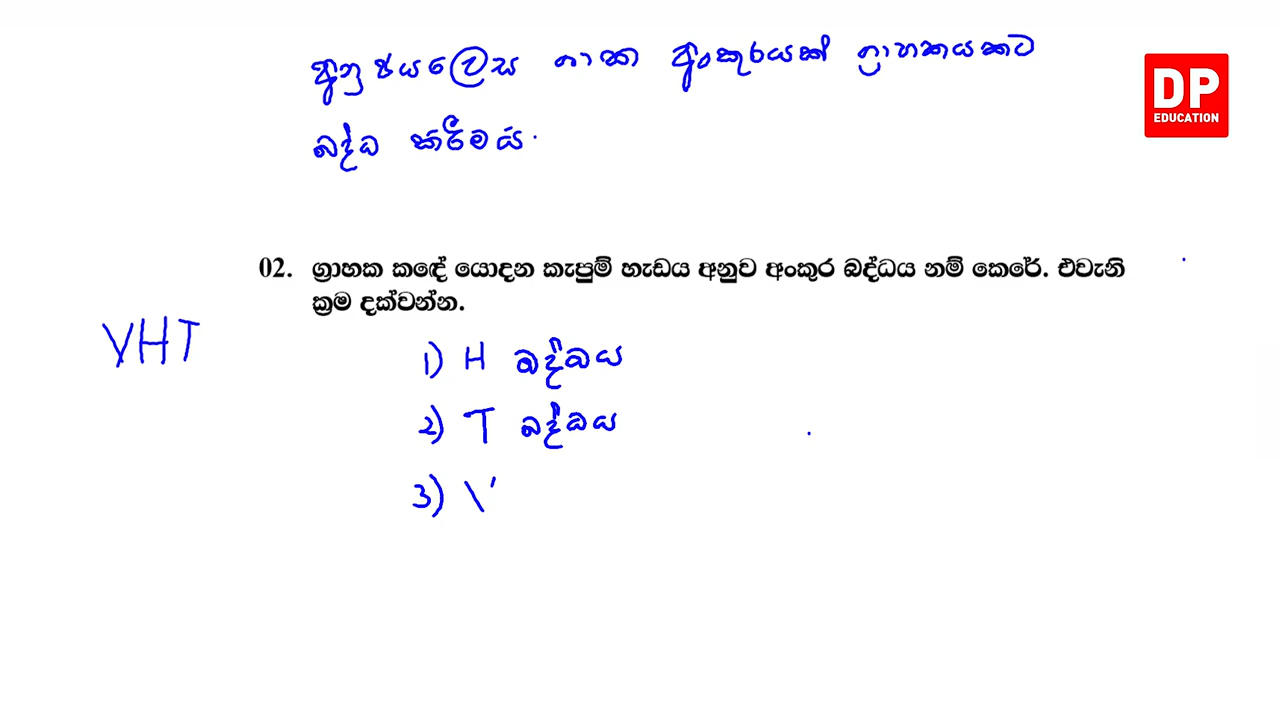 අනුජයලෙස ශාක අංකුරයක් ග්‍රාහකයකට
බද්ධ කිරීමයි.
DP
EDUCATION
02. ග්‍රාහක කඳේ යොදන කැපුම් හැඩය අනුව අංකුර බද්ධය නම් කෙරේ. එවැනි
ක්‍රම දක්වන්න.
VHT
1) H බද්ධය
2) T බද්ධය
3)